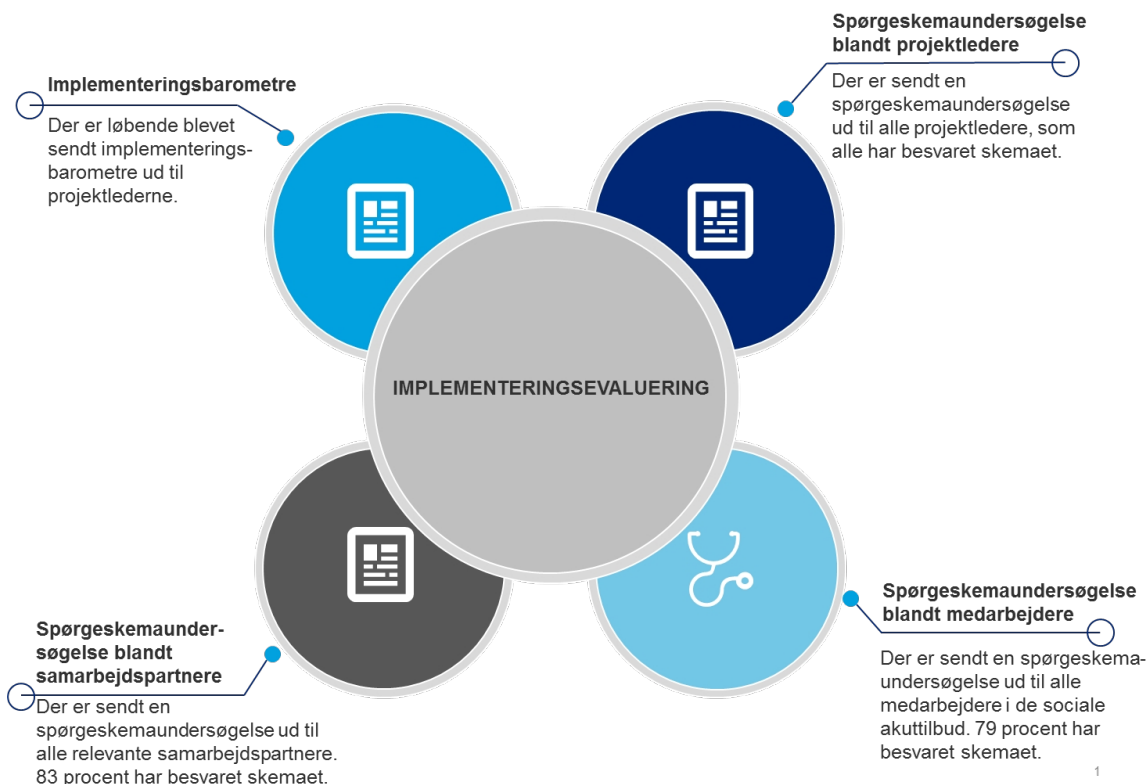 Implementeringsbarometre
Der er løbende blevet
sendt implementerings-
barometre ud til
projektlederne.
Spørgeskemaundersøgelse
blandt projektledere
Der er sendt en
spørgeskemaundersøgelse
ud til alle projektledere, som
alle har besvaret skemaet.
IMPLEMENTERINGSEVALUERING
Spørgeskemaunder-
søgelse blandt
samarbejdspartnere
Der er sendt en
spørgeskemaundersøgelse ud til
alle relevante samarbejdspartnere.
83 procent har besvaret skemaet.
Spørgeskemaundersøgelse
blandt medarbejdere
Der er sendt en spørgeskema-
undersøgelse ud til alle
medarbejdere i de sociale
akuttilbud. 79 procent har
besvaret skemaet.
1